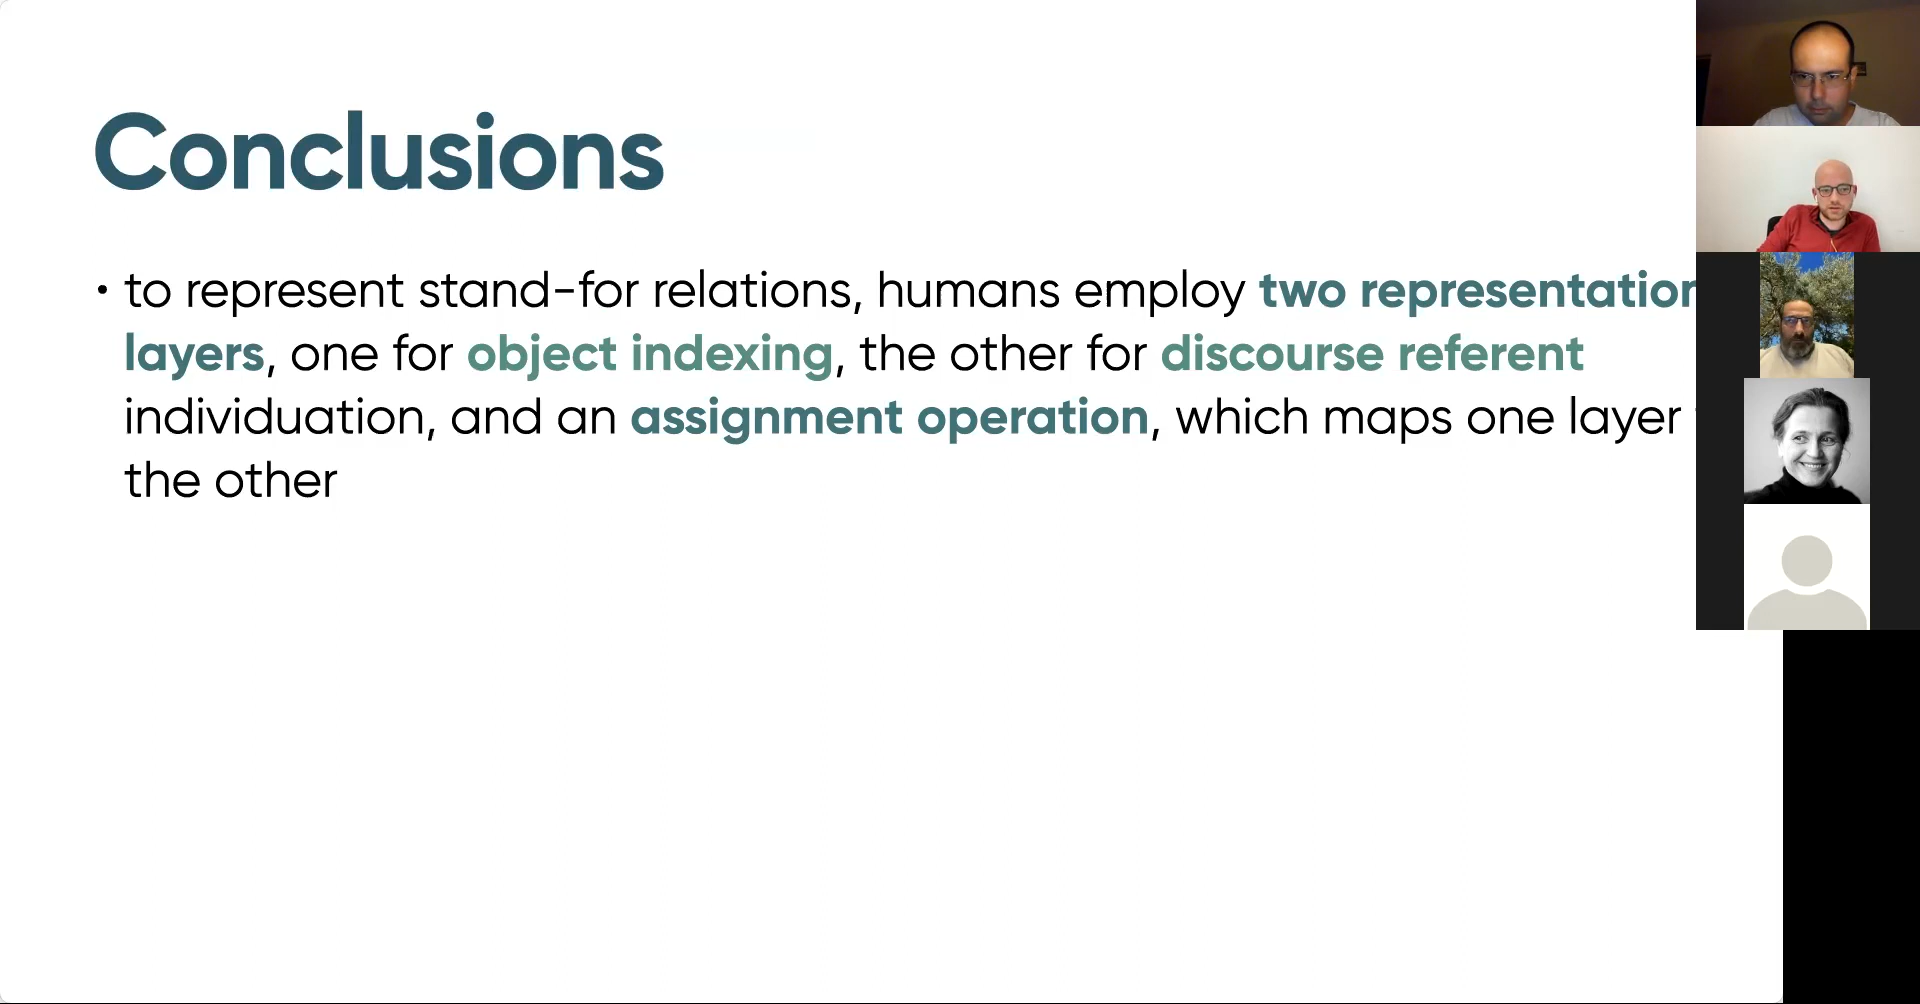 Conclusions
• to represent stand-for relations, humans employ two representation
layers, one for object indexing, the other for discourse referent
individuation, and an assignment operation, which maps one layer
the other